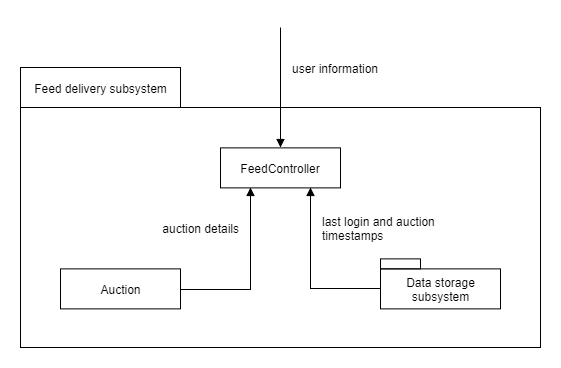 user information
Feed delivery subsystem
FeedController
auction details
last login and auction
timestamps
Auction
Data storage
subsystem